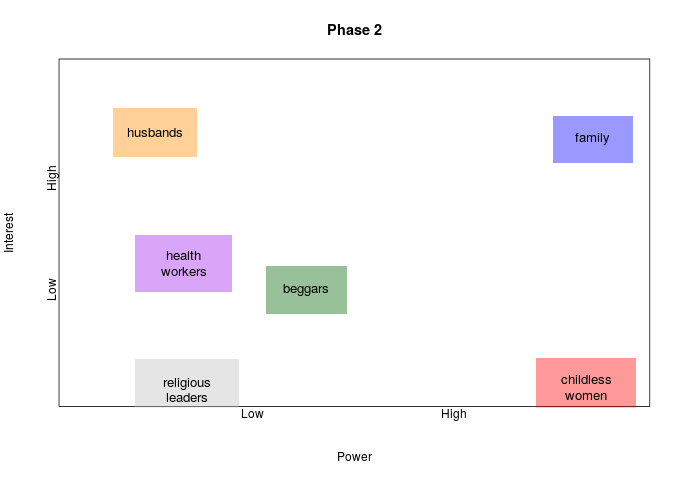 Phase 2
husbands
family
High
Interest
health
workers
Low
beggars
religious
leaders
childless
women
Low
High
Power